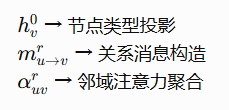 h_v^0 → 节点类型投影
m_{u→v}^r → 关系消息构造
α_{uv}^r → 邻域注意力聚合